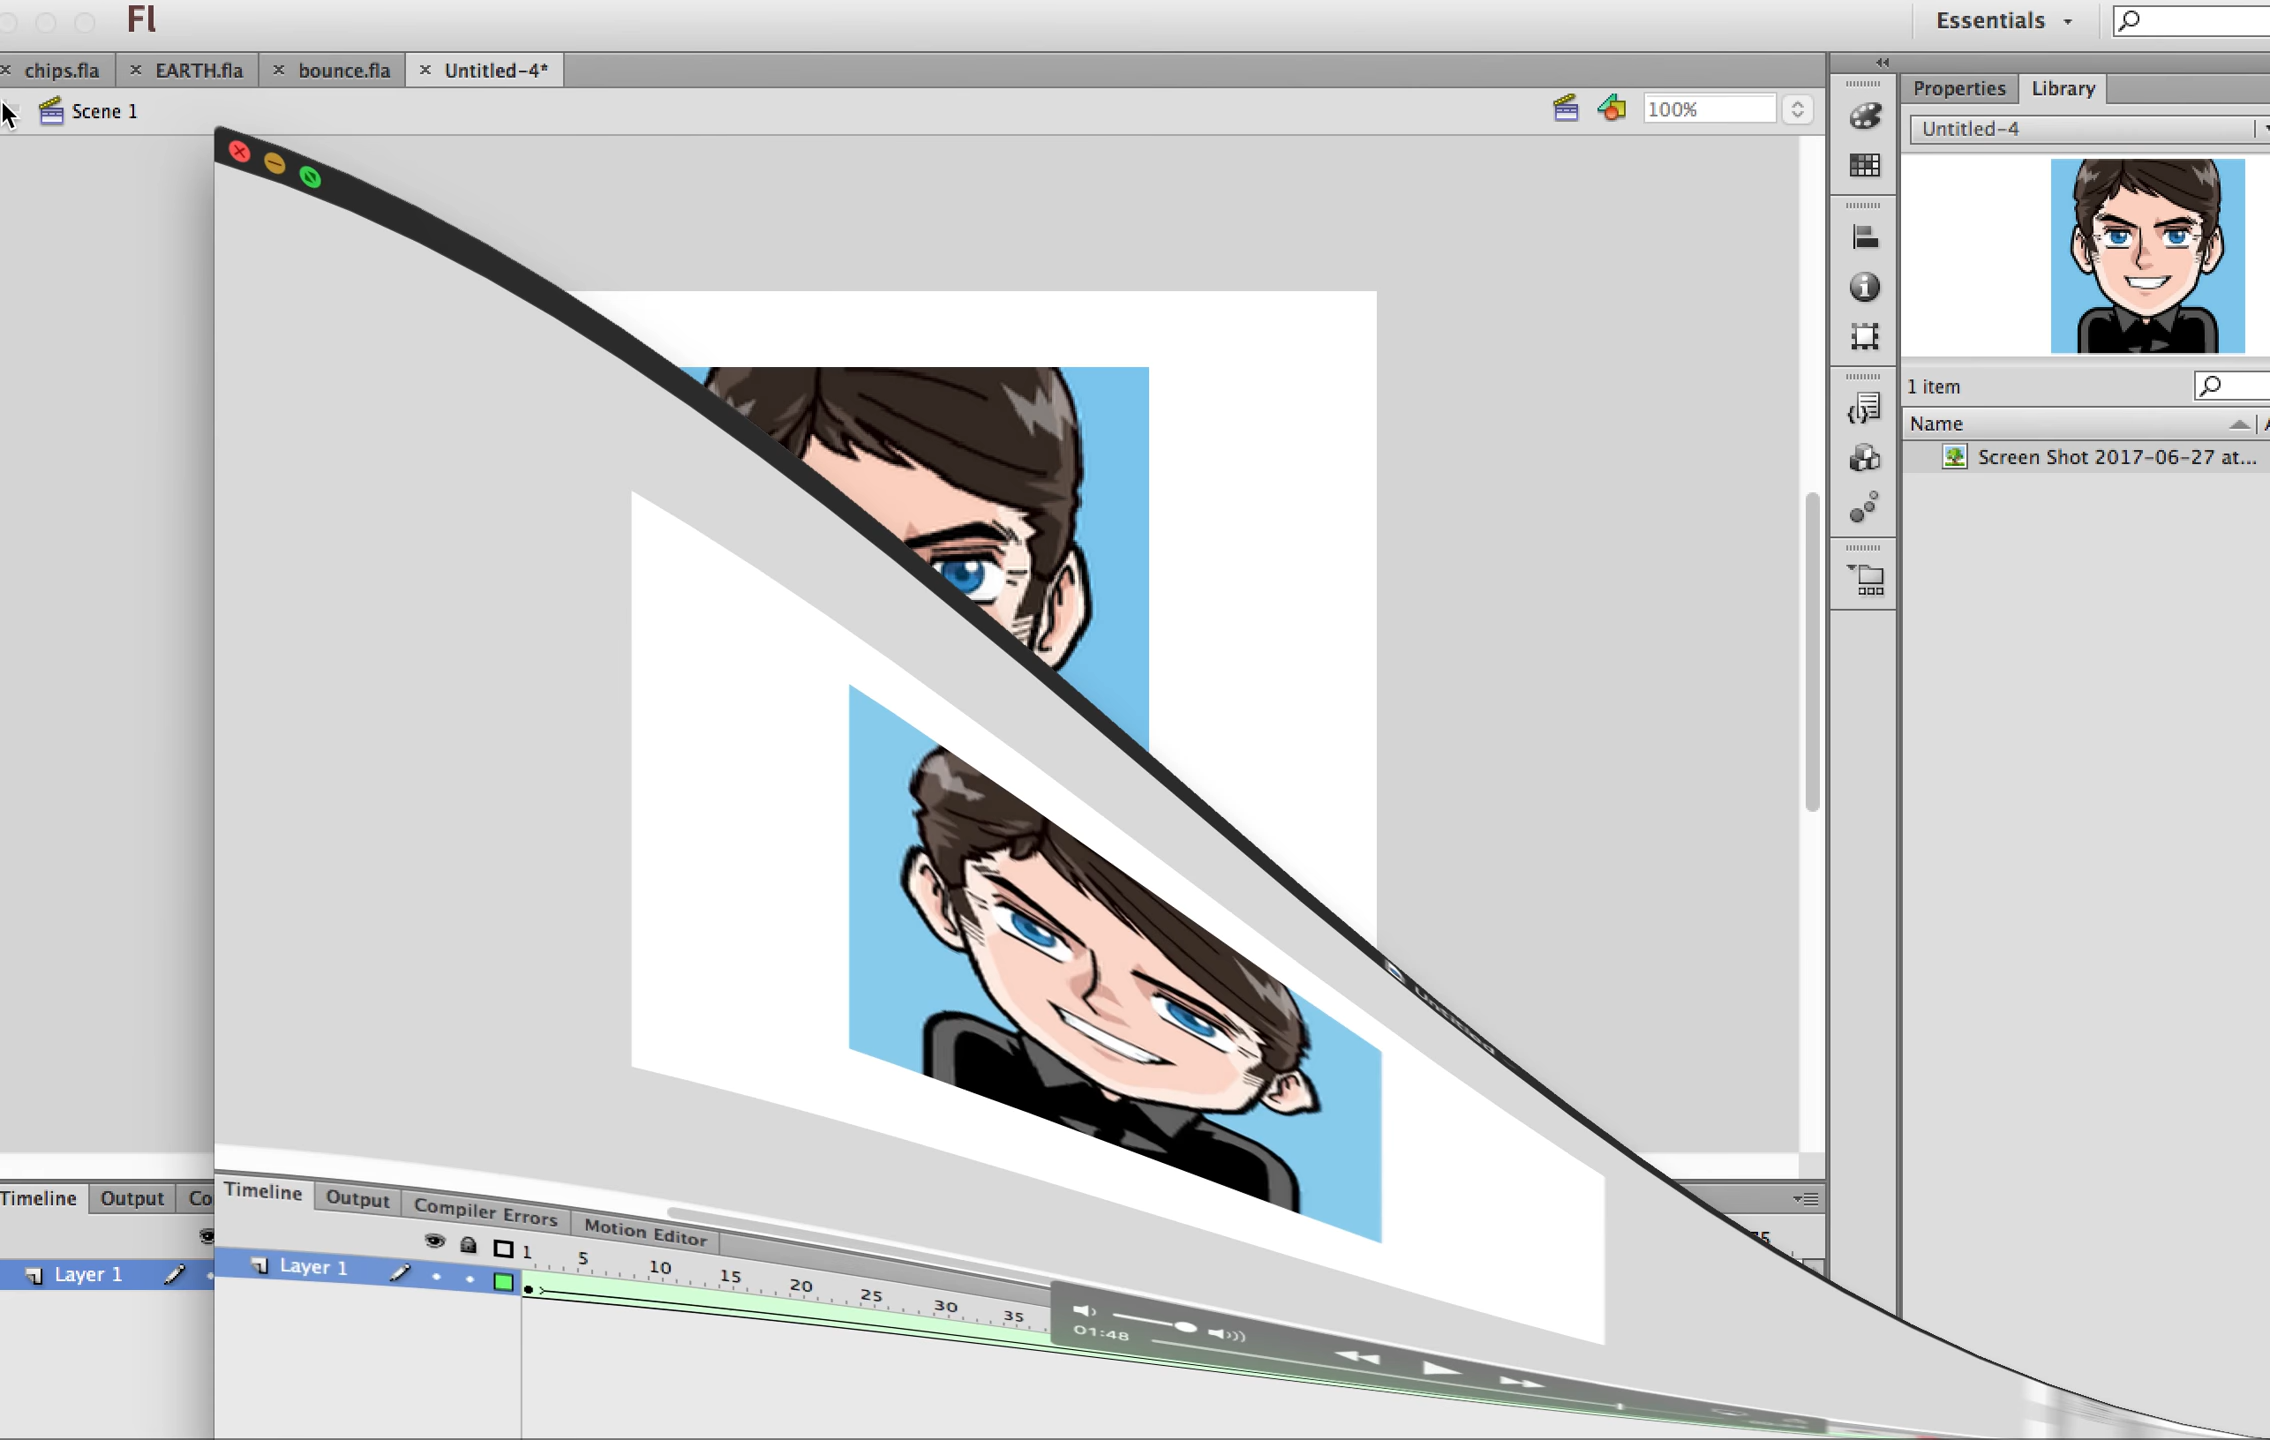 Fl
Essentials
chips.fla
EARTH.fla
bounce.fla
Untitled-4*
Scene 1
100%
Properties
Library
Untitled-4
1 item
Name
Screen Shot 2017-06-27 at...
Untitled
Timeline
Output
Co
Layer 1
Timeline
Output
Compiler Errors
Motion Editor
1 5 10 15 20 25 30 35
Layer 1
01:48